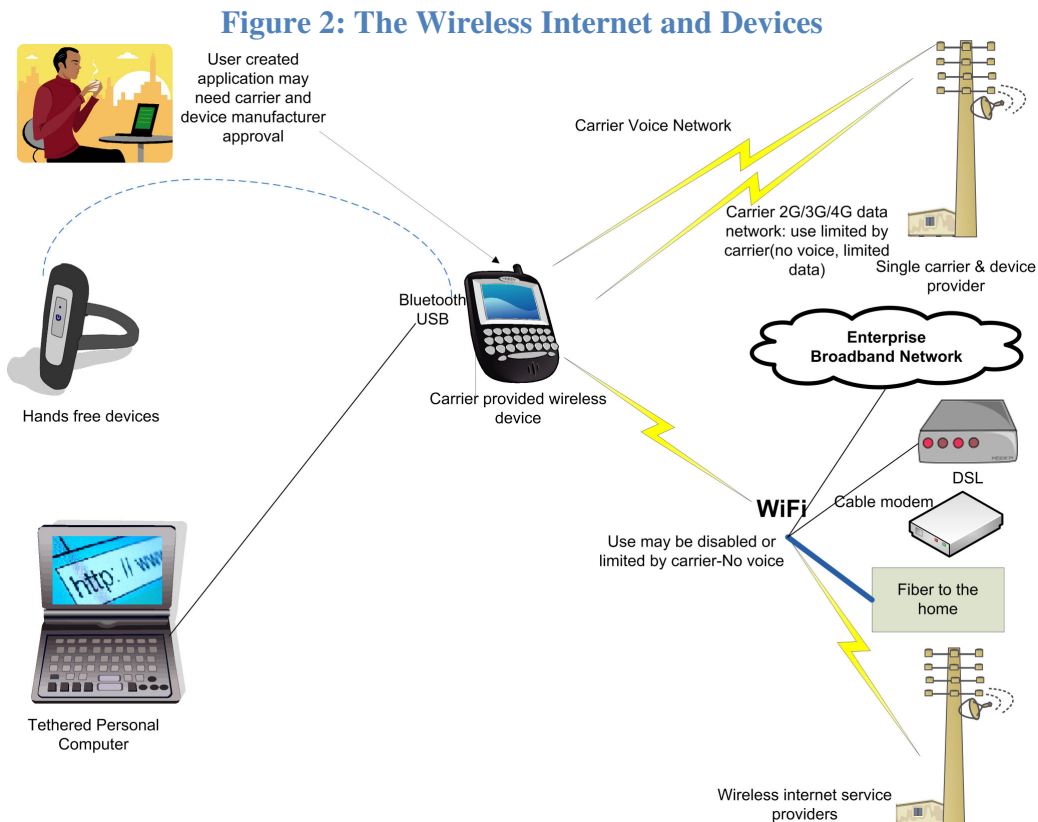 Figure 2: The Wireless Internet and Devices
User created
application may
need carrier and
device manufacturer
approval
Carrier Voice Network
Carrier 2G/3G/4G data
network: use limited by
carrier(no voice, limited
data)
Single carrier & device
provider
Bluetooth
USB
Enterprise
Broadband Network
Carrier provided wireless
device
Hands free devices
DSL
WiFi
Cable modem
Use may be disabled or
limited by carrier-No voice
Fiber to the
home
http: // www
Tethered Personal
Computer
Wireless internet service
providers